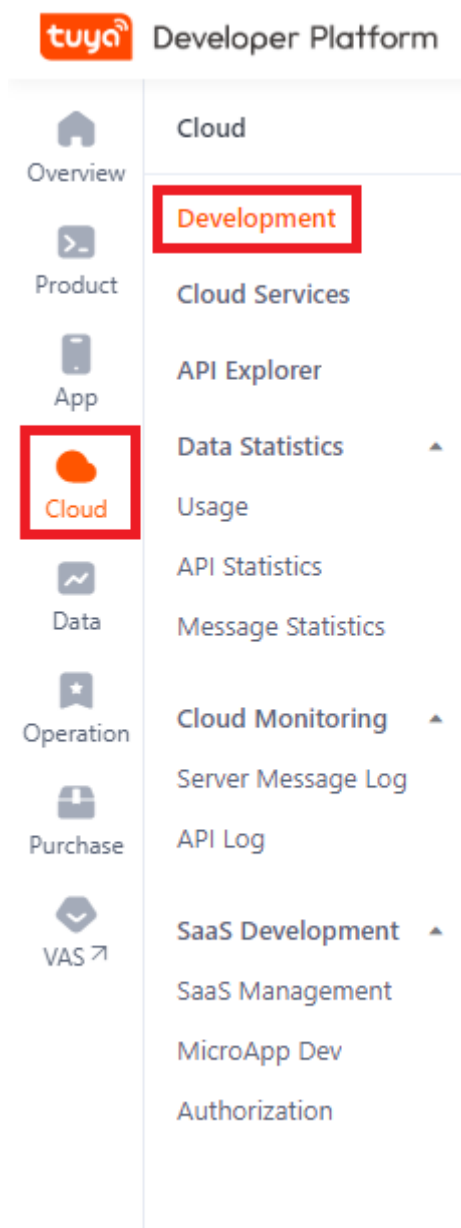 tuya Developer Platform
Overview
Product
App
Cloud
Data
Operation
Purchase
VAS
Cloud
Development
Cloud Services
API Explorer
Data Statistics
Usage
API Statistics
Message Statistics
Cloud Monitoring
Server Message Log
API Log
SaaS Development
SaaS Management
MicroApp Dev
Authorization